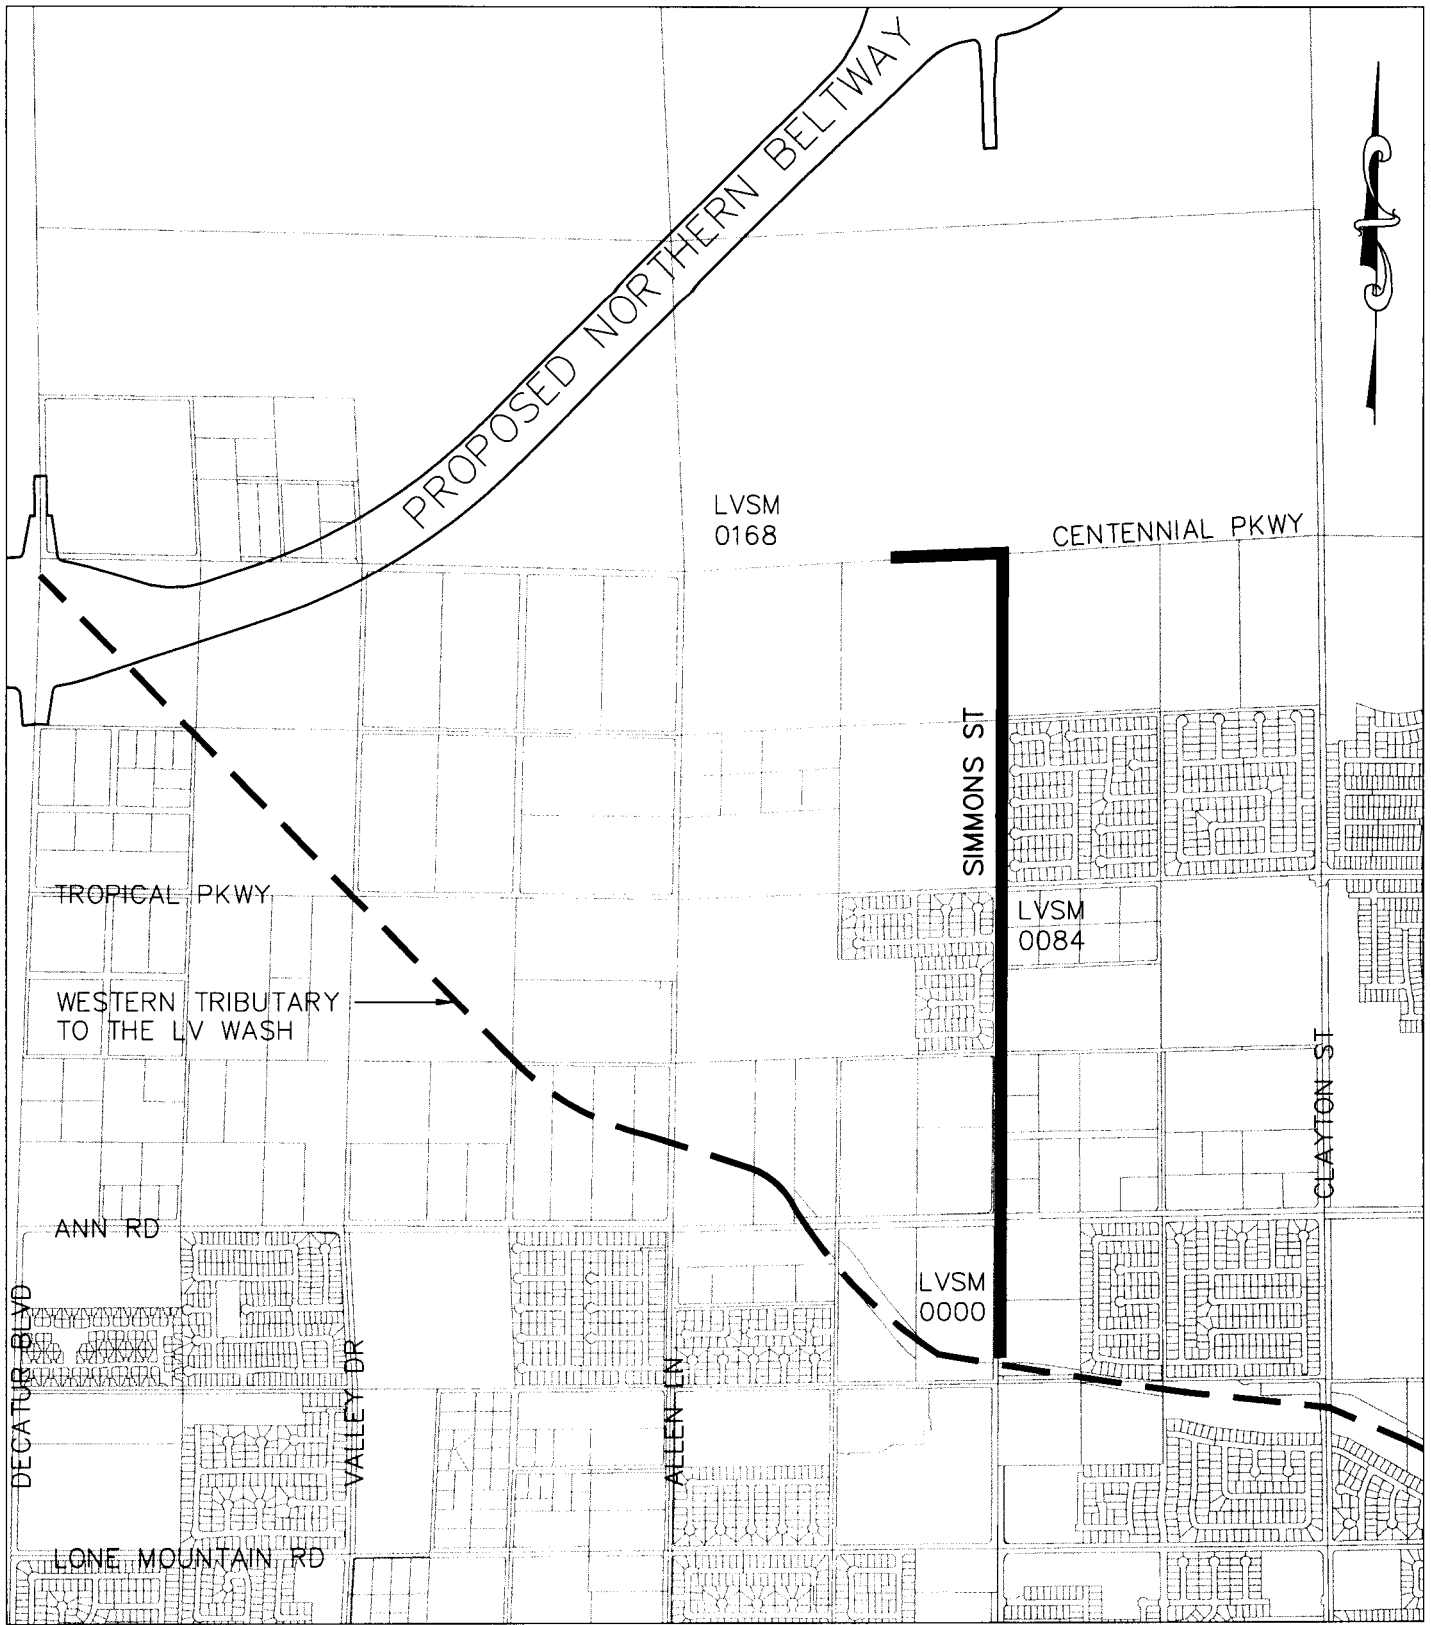 PROPOSED NORTHERN BELTWAY
LVSM
0168
CENTENNIAL PKWY
SIMMONS ST
TROPICAL PKWY
LVSM
0084
WESTERN TRIBUTARY
TO THE LV WASH
CLAYTON ST
ANN RD
LVSM
0000
DECATUR BLVD
VALLEY DR
ALLEN LN
LONE MOUNTAIN RD